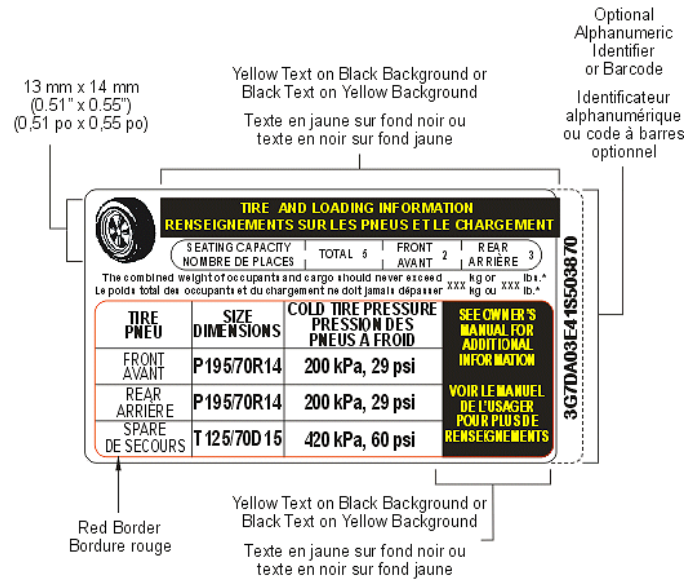 Optional
Alphanumeric
Identifier
or Barcode
Identificateur
alphanumérique
ou code à barres
optionnel
Yellow Text on Black Background or
Black Text on Yellow Background
Texte en jaune sur fond noir ou
texte en noir sur fond jaune
13 mm x 14 mm
(0.51" x 0.55")
(0,51 po x 0,55 po)
TIRE AND LOADING INFORMATION
RENSEIGNEMENTS SUR LES PNEUS ET LE CHARGEMENT
SEATING CAPACITY
NOMBRE DE PLACES
TOTAL 5
FRONT
AVANT 2
REAR
ARRIÈRE 3
The combined weight of occupants and cargo should never exceed xxx kg or xxx lbs.*
Le poids total des occupants et du chargement ne doit jamais dépasser xxx kg ou xxx lb.*
TIRE
PNEU
SIZE
DIMENSIONS
COLD TIRE PRESSURE
PRESSION DES
PNEUS À FROID
FRONT
AVANT
P195/70R14
200 kPa, 29 psi
REAR
ARRIÈRE
P195/70R14
200 kPa, 29 psi
SPARE
DE SECOURS
T125/70D15
420 kPa, 60 psi
SEE OWNER'S
MANUAL FOR
ADDITIONAL
INFORMATION
VOIR LE MANUEL
DE L'USAGER
POUR PLUS DE
RENSEIGNEMENTS
3G7DA03E41S503870
Red Border
Bordure rouge
Yellow Text on Black Background or
Black Text on Yellow Background
Texte en jaune sur fond noir ou
texte en noir sur fond jaune